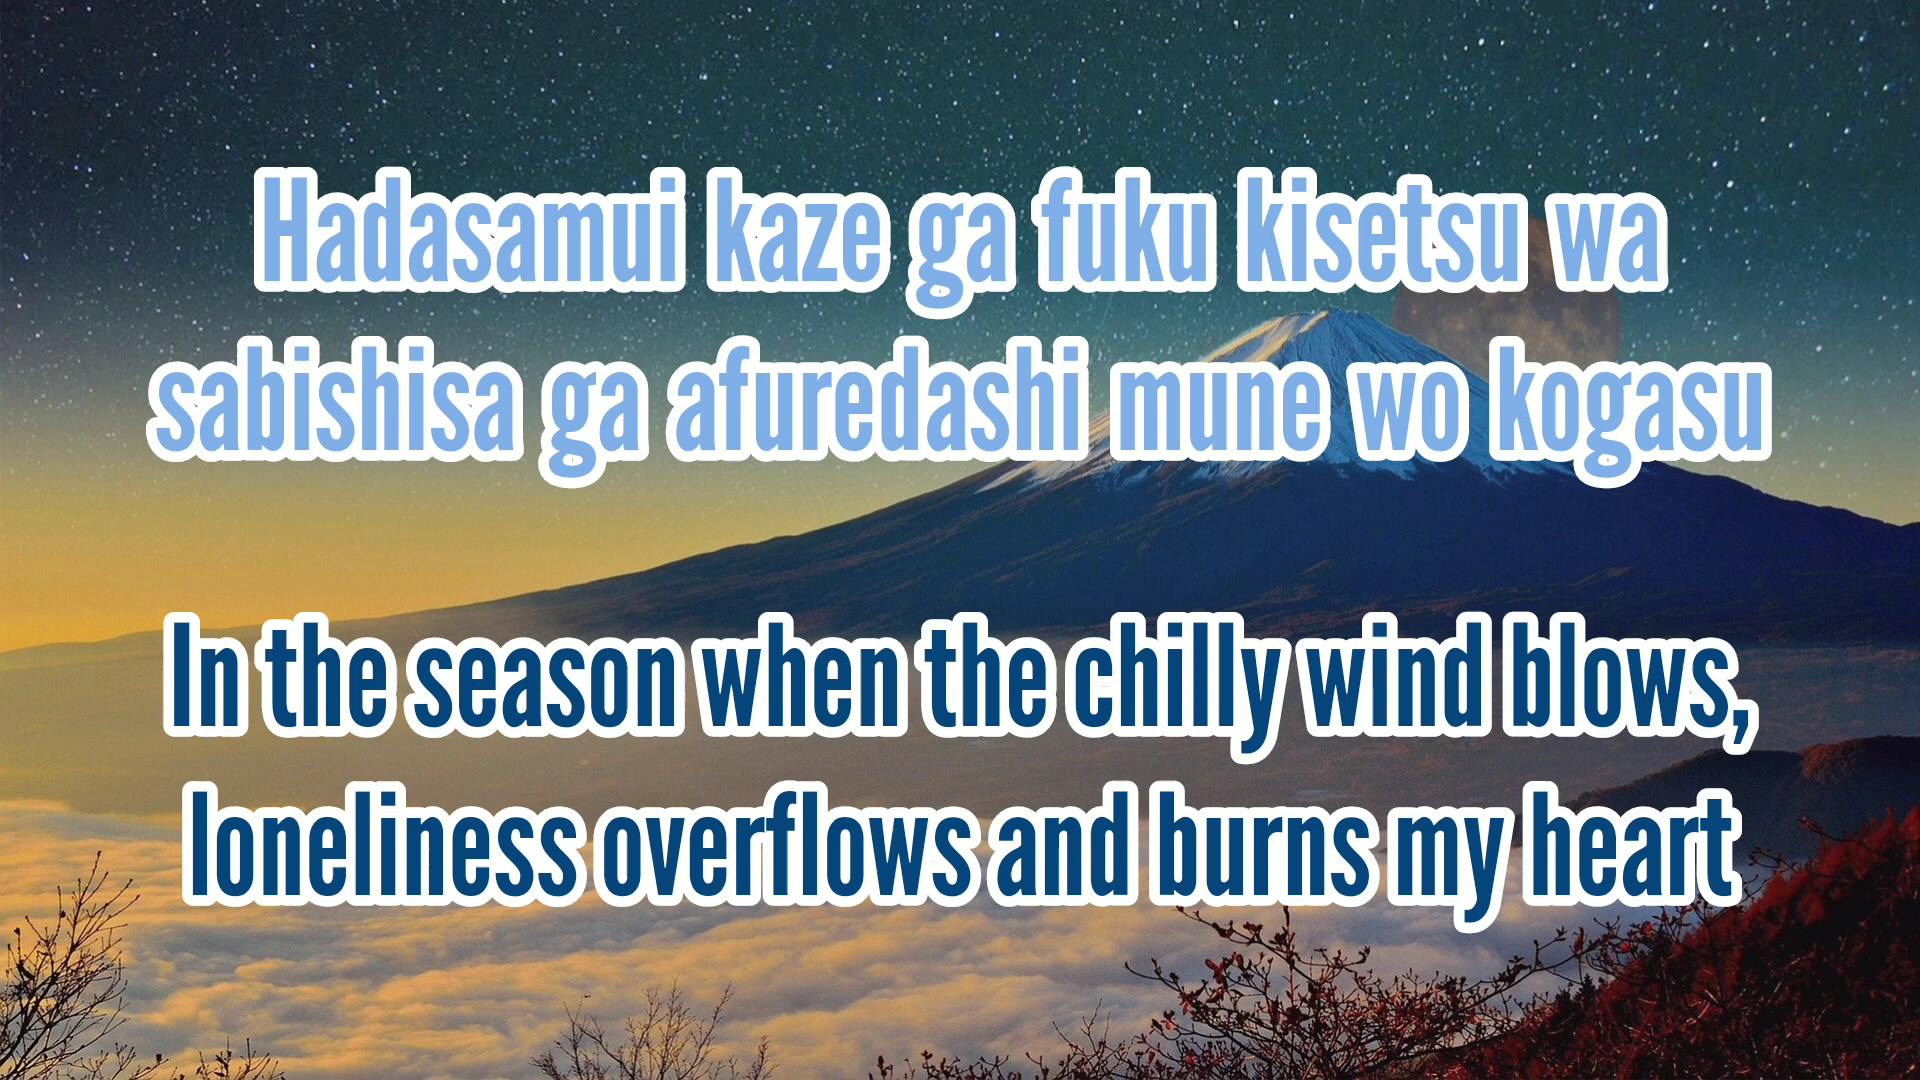 Hadasamui kaze ga fuku kisetsu wa
sabishisa ga afuredashi mune wo kogasu
In the season when the chilly wind blows,
loneliness overflows and burns my heart